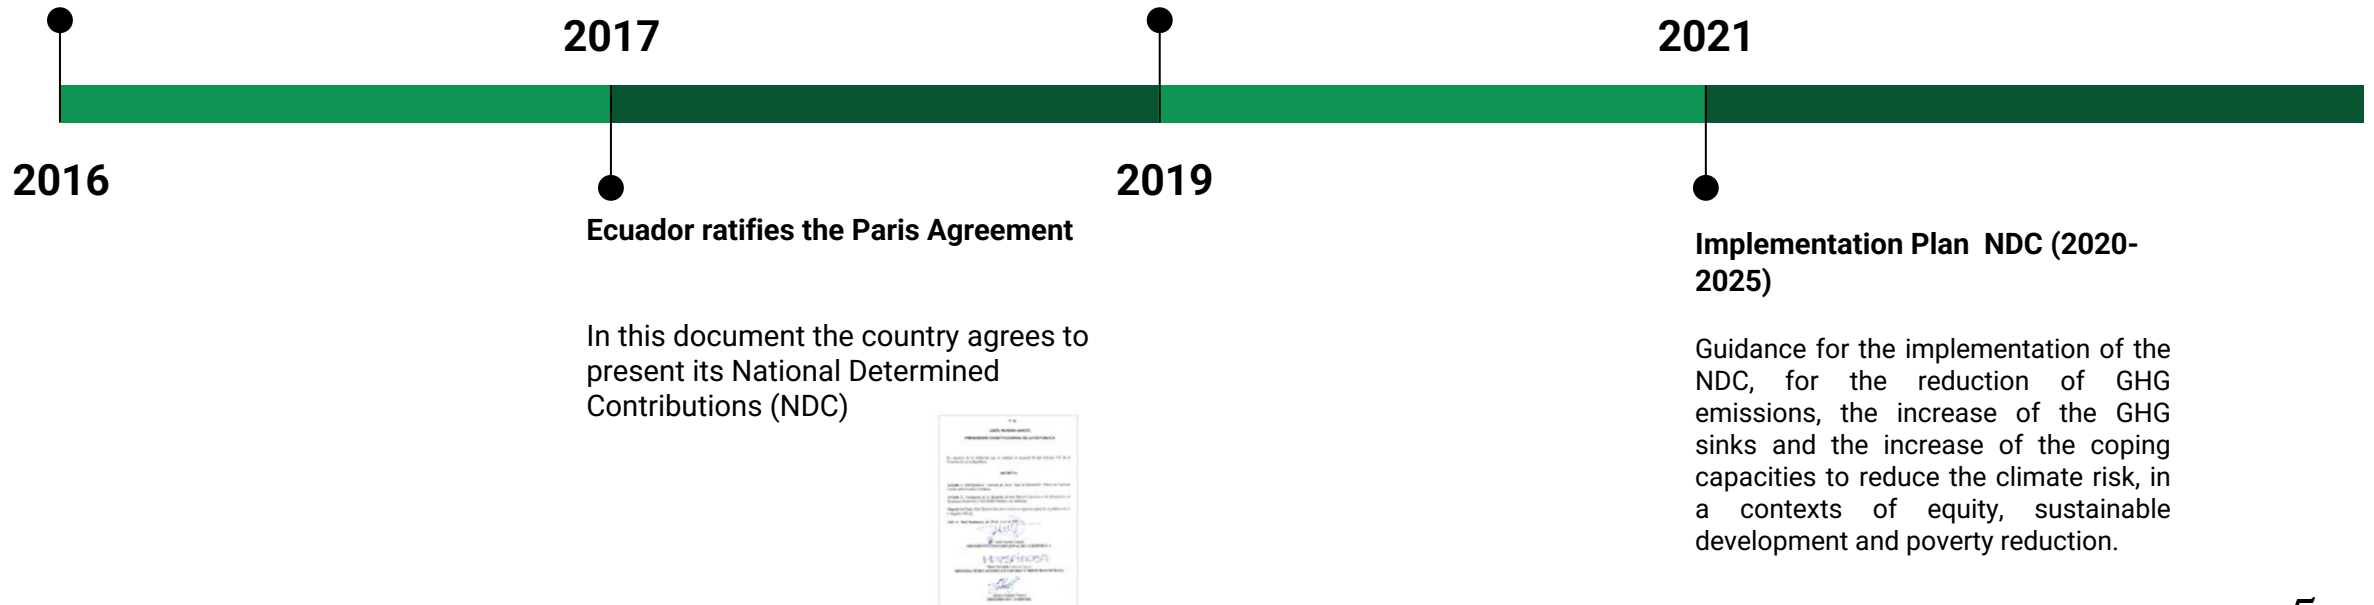 2017
2021
2016
2019
Ecuador ratifies the Paris Agreement
In this document the country agrees to
present its National Determined
Contributions (NDC)
Implementation Plan NDC (2020-
2025)
Guidance for the implementation of the
NDC, for the reduction of GHG
emissions, the increase of the GHG
sinks and the increase of the coping
capacities to reduce the climate risk, in
a contexts of equity, sustainable
development and poverty reduction.